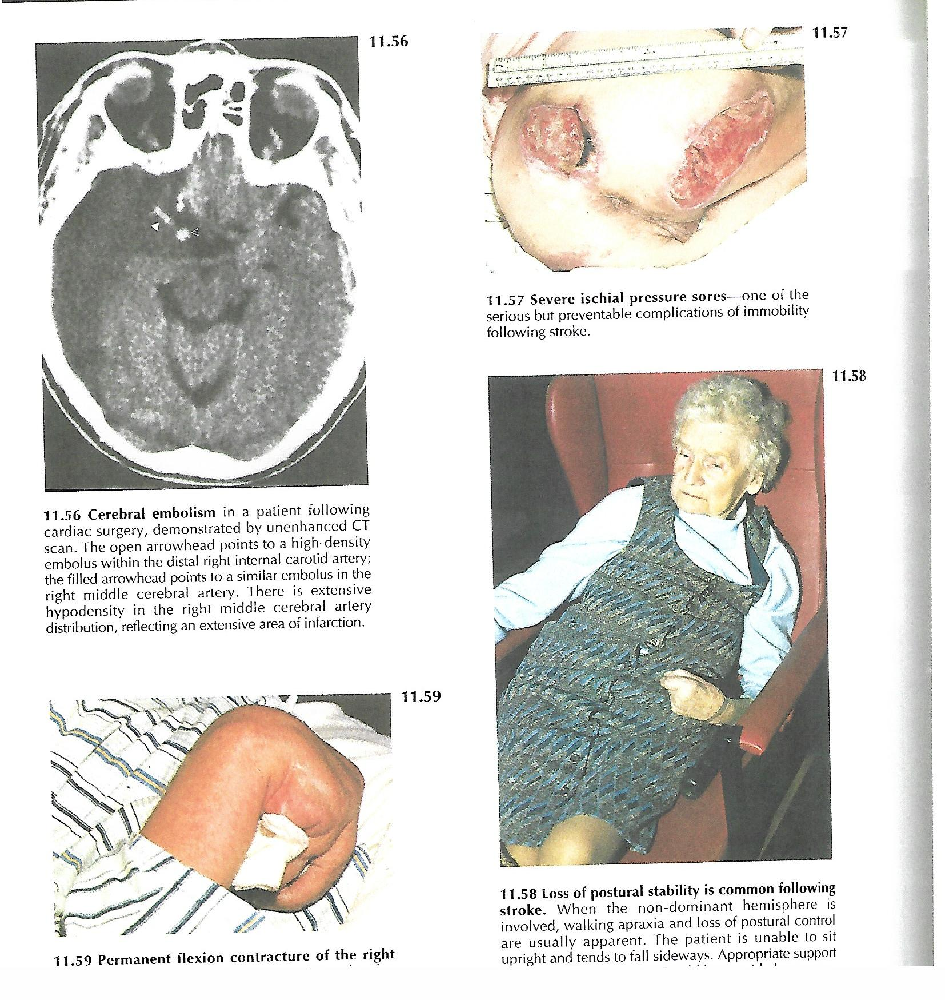 11.56
11.56 Cerebral embolism in a patient following
cardiac surgery, demonstrated by unenhanced CT
scan. The open arrowhead points to a high-density
embolus within the distal right internal carotid artery;
the filled arrowhead points to a similar embolus in the
right middle cerebral artery. There is extensive
hypodensity in the right middle cerebral artery
distribution, reflecting an extensive area of infarction.
11.59
11.59 Permanent flexion contracture of the right
11.57
11.57 Severe ischial pressure sores—one of the
serious but preventable complications of immobility
following stroke.
11.58
11.58 Loss of postural stability is common following
stroke. When the non-dominant hemisphere is
involved, walking apraxia and loss of postural control
are usually apparent. The patient is unable to sit
upright and tends to fall sideways. Appropriate support